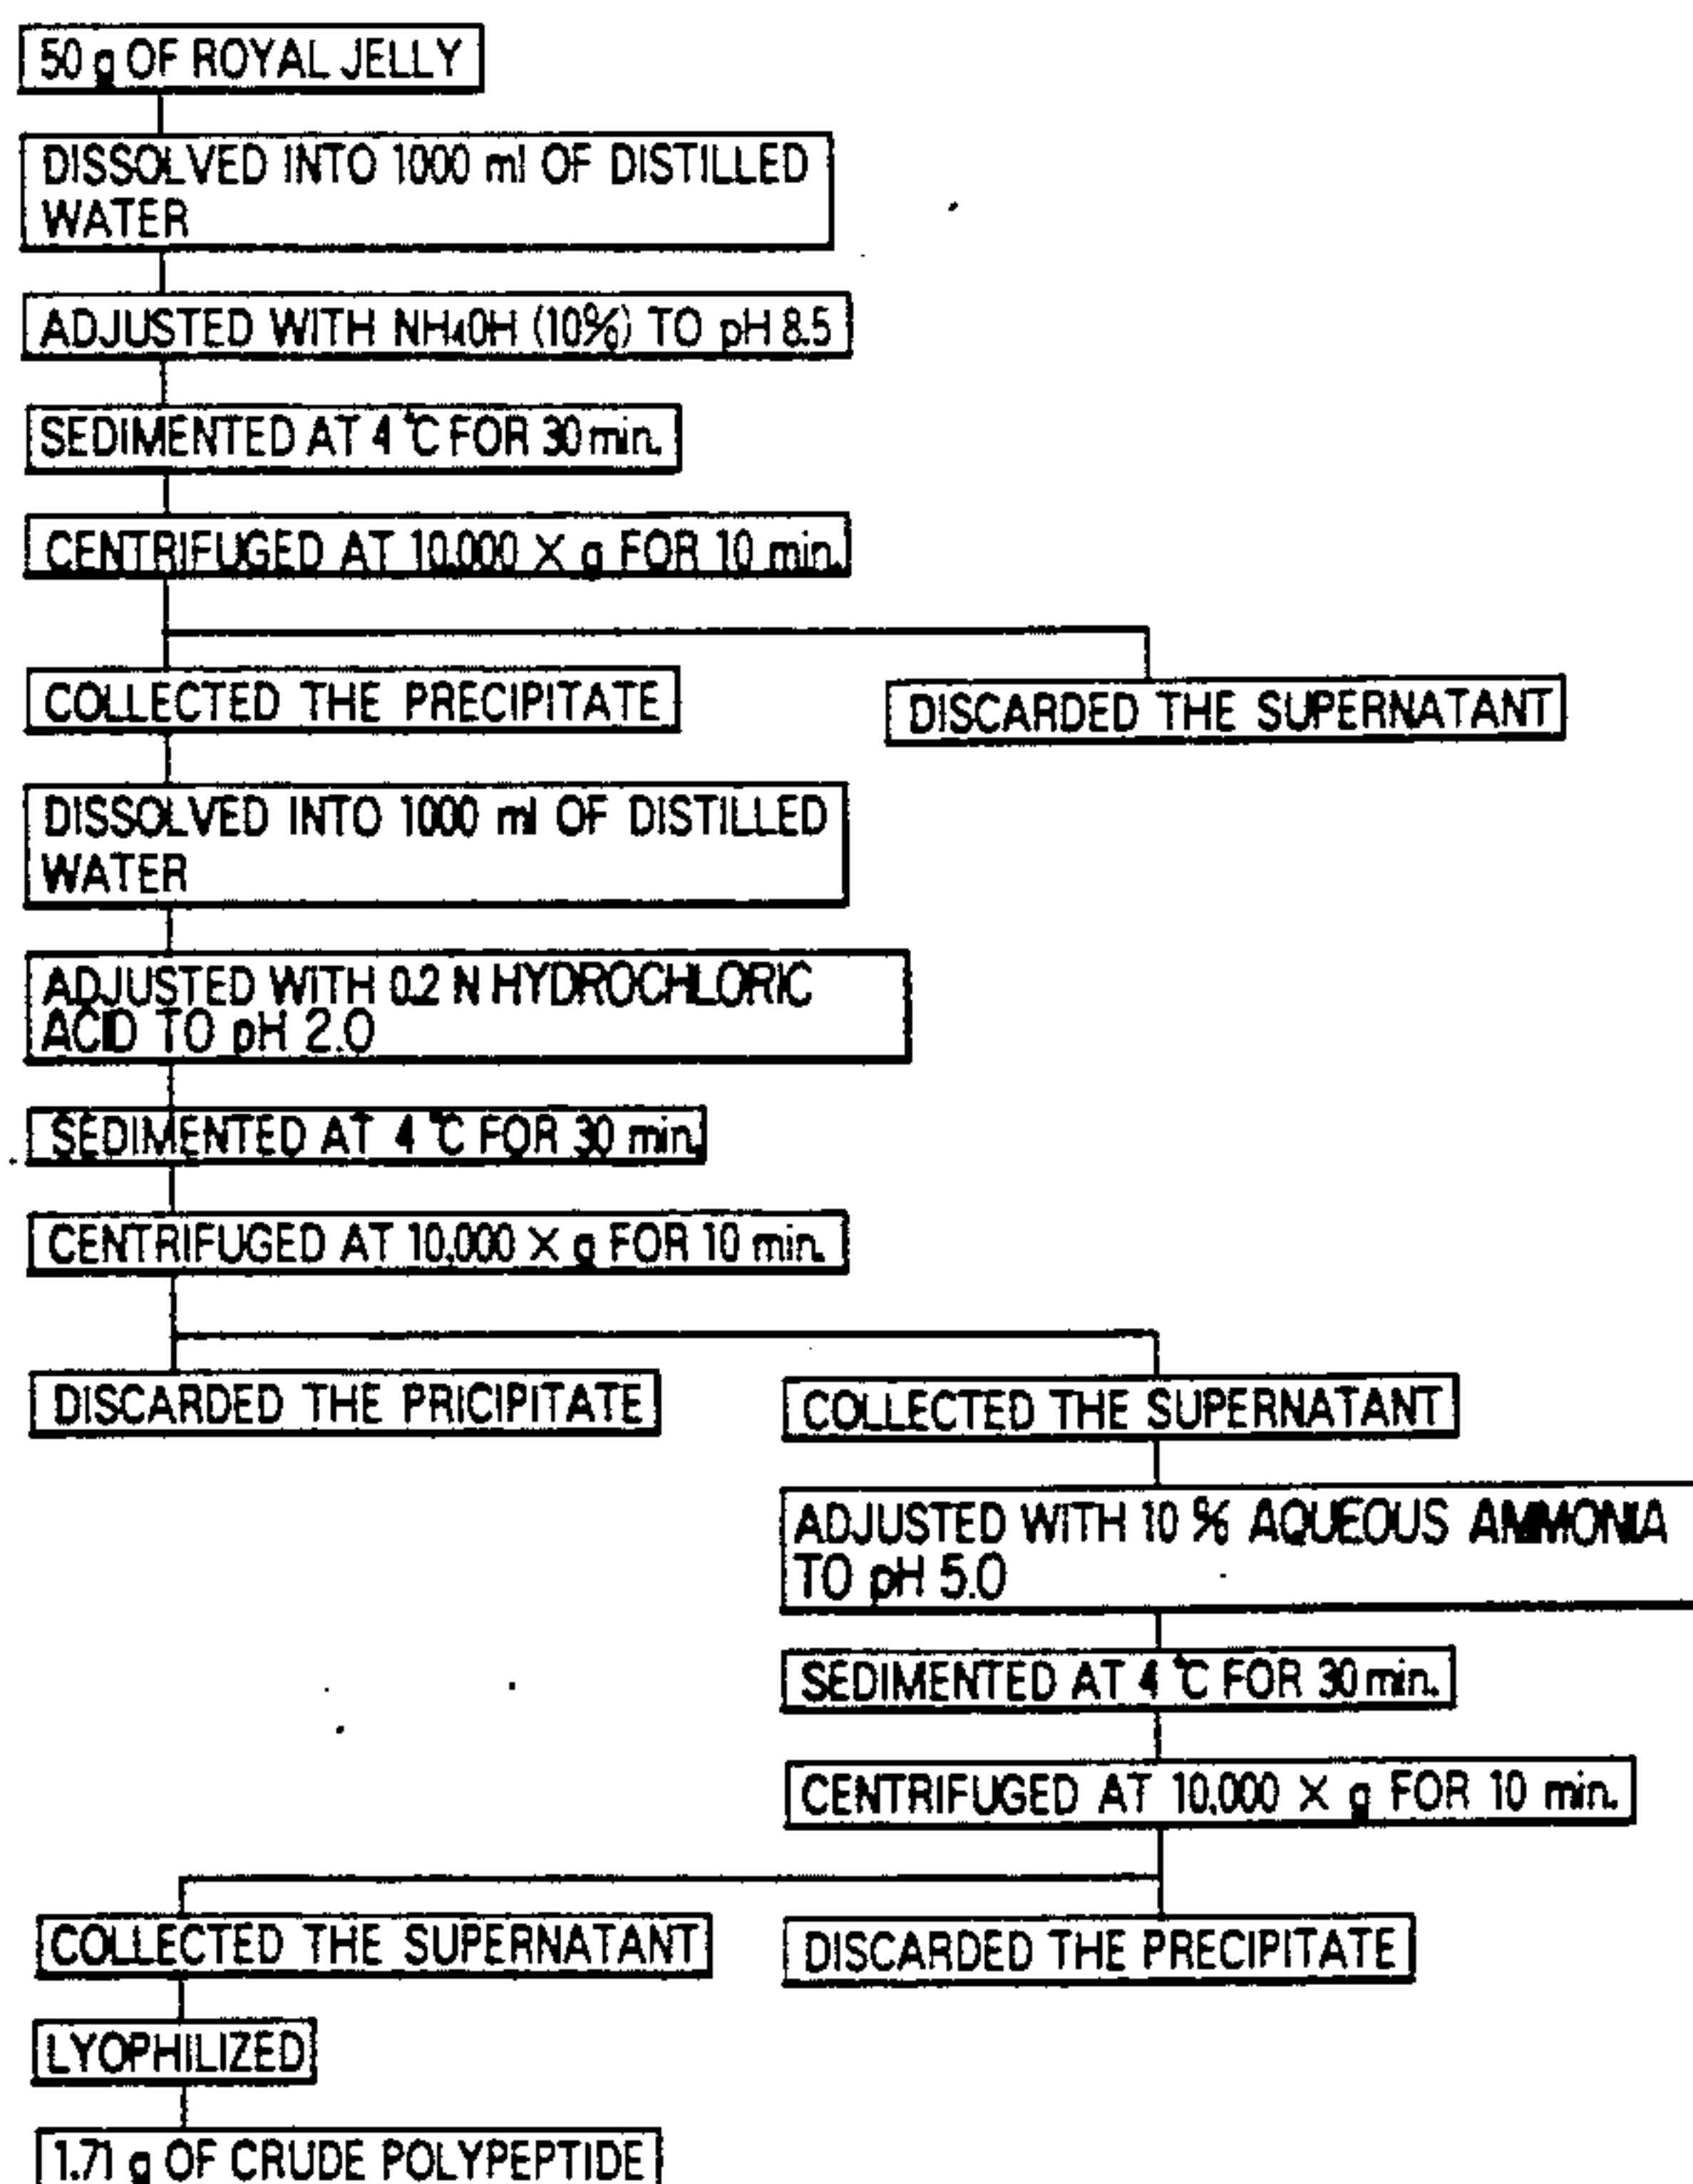 50 g OF ROYAL JELLY
DISSOLVED INTO 1000 ml OF DISTILLED
WATER
ADJUSTED WITH NH4OH (10%) TO pH 8.5
SEDIMENTED AT 4 °C FOR 30 min.
CENTRIFUGED AT 10.000 × g FOR 10 min.
COLLECTED THE PRECIPITATE
DISCARDED THE SUPERNATANT
DISSOLVED INTO 1000 ml OF DISTILLED
WATER
ADJUSTED WITH 0.2 N HYDROCHLORIC
ACID TO pH 2.0
SEDIMENTED AT 4 °C FOR 30 min.
CENTRIFUGED AT 10.000 × g FOR 10 min.
DISCARDED THE PRICIPITATE
COLLECTED THE SUPERNATANT
ADJUSTED WITH 10 % AQUEOUS AMMONIA
TO pH 5.0
SEDIMENTED AT 4 °C FOR 30 min.
CENTRIFUGED AT 10.000 × g FOR 10 min.
COLLECTED THE SUPERNATANT
DISCARDED THE PRECIPITATE
LYOPHILIZED
1.71 g OF CRUDE POLYPEPTIDE